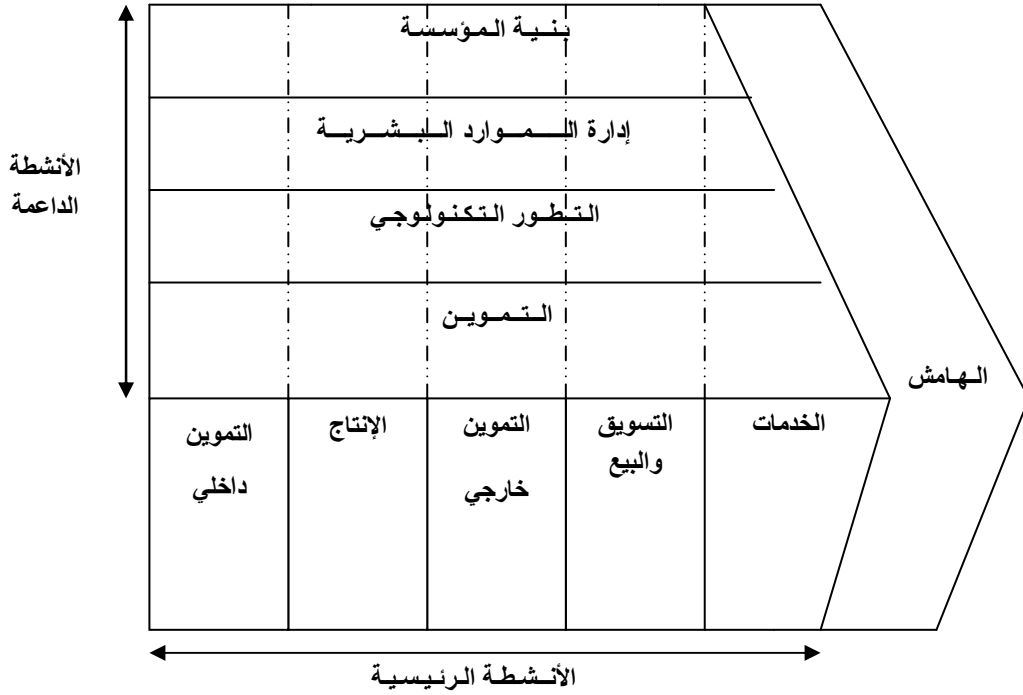 بنية المؤسسة
إدارة الموارد البشرية
التطور التكنولوجي
التموين
الأنشطة
الداعمة
الهامش
الخدمات
التسويق
والبيع
التموين
خارجي
الإنتاج
التموين
داخلي
الأنشطة الرئيسية